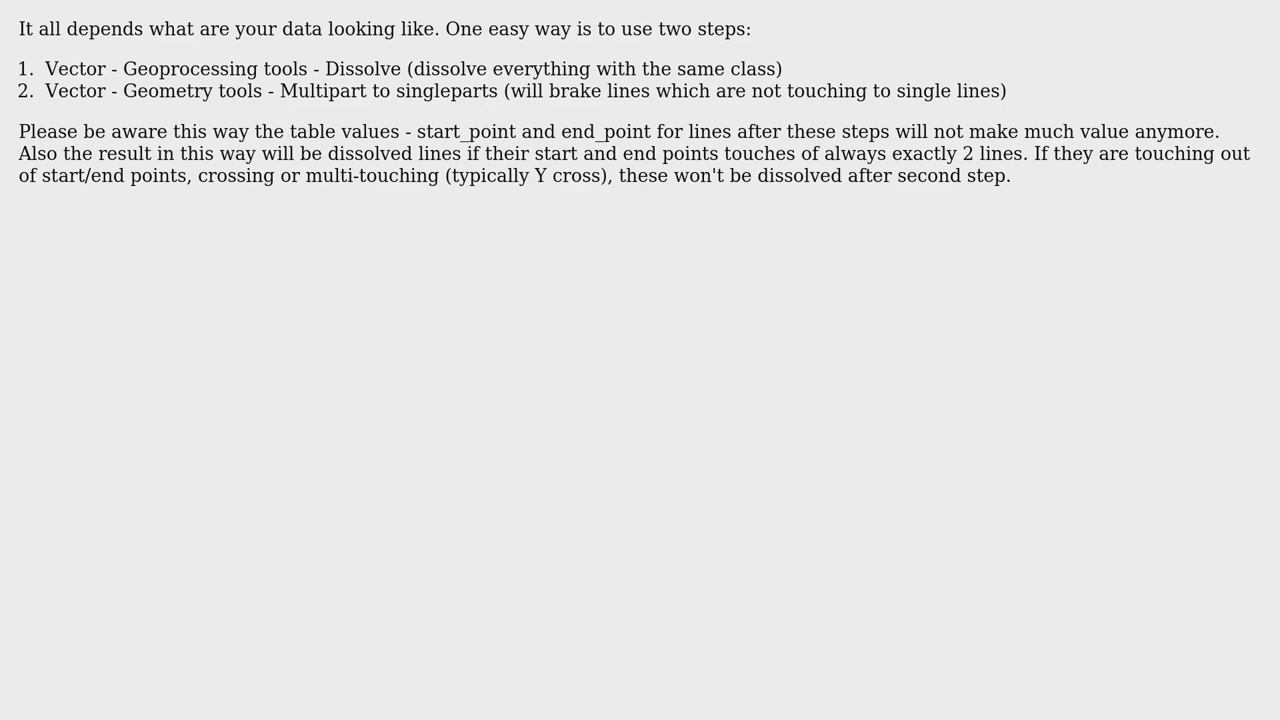 It all depends what are your data looking like. One easy way is to use two steps:
1. Vector - Geoprocessing tools - Dissolve (dissolve everything with the same class)
2. Vector - Geometry tools - Multipart to singleparts (will brake lines which are not touching to single lines)
Please be aware this way the table values - start_point and end_point for lines after these steps will not make much value anymore.
Also the result in this way will be dissolved lines if their start and end points touches of always exactly 2 lines. If they are touching out
of start/end points, crossing or multi-touching (typically Y cross), these won't be dissolved after second step.